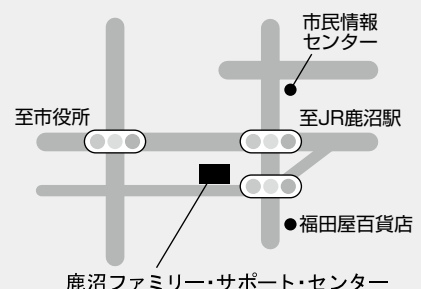 市民情報
センター
至市役所
至JR鹿沼駅
福田屋百貨店
鹿沼ファミリー・サポート・センター